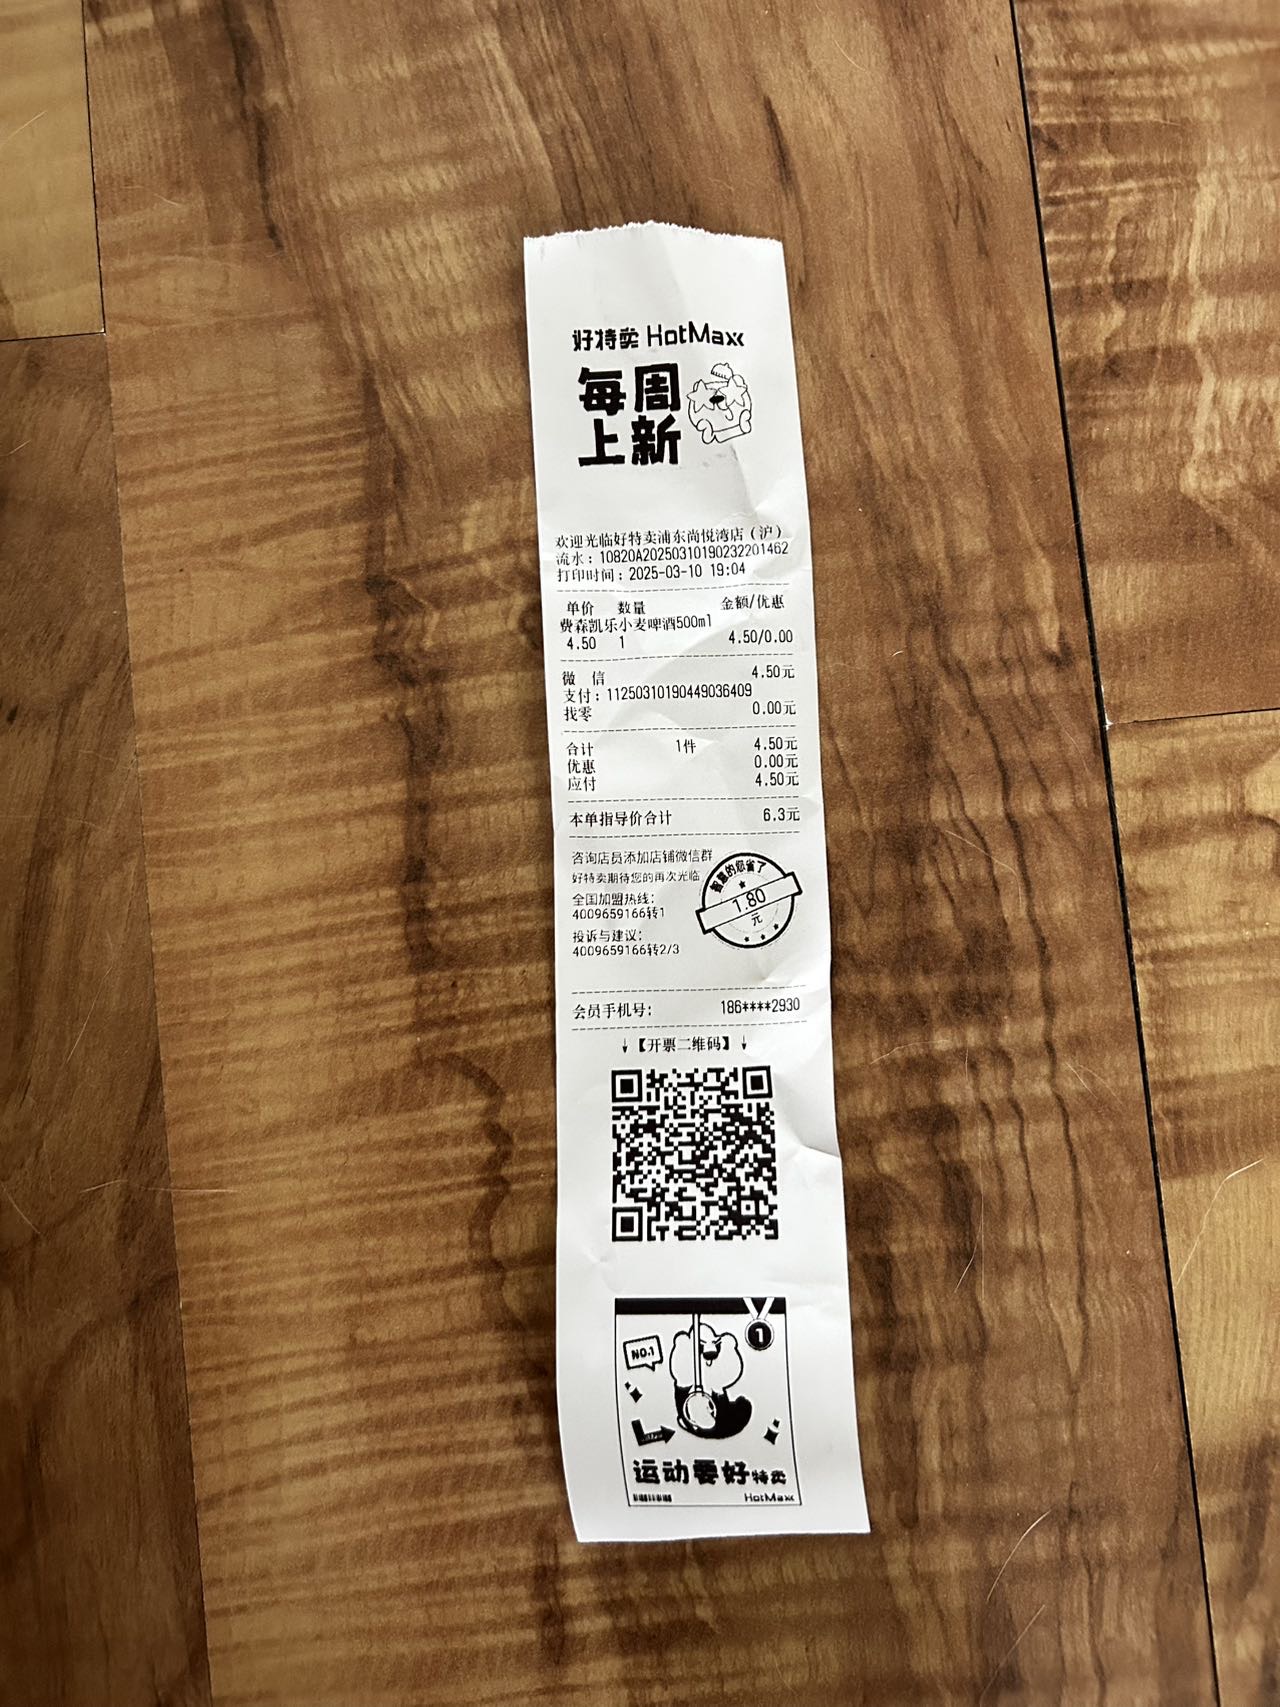 好特卖 HotMaxx
每周
上新
欢迎光临好特卖浦东尚悦湾店（沪）
流水：10820A20250310190232201462
打印时间：2025-03-10 19:04
单价 数量 金额/优惠
费森凯乐小麦啤酒500ml
4.50 1 4.50/0.00
微 信 4.50元
支付：11250310190449036409
找零 0.00元
合计 1件 4.50元
优惠 0.00元
应付 4.50元
本单指导价合计 6.3元
咨询店员添加店铺微信群
好特卖期待您的再次光临
全国加盟热线：
4009659166转1
投诉与建议：
4009659166转2/3
智慧的您省了
1.80
元
会员手机号： 186****2930
↓【开票二维码】↓
NO.1
1
运动要好特卖
HotMaxx